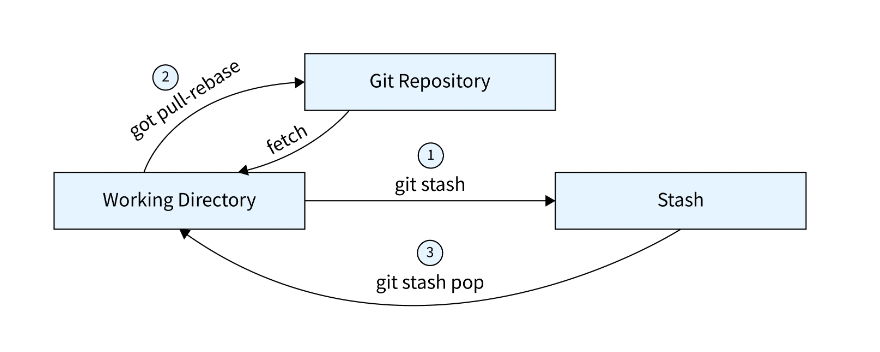 2
got pull-rebase
Git Repository
fetch
1
git stash
Working Directory
Stash
3
git stash pop